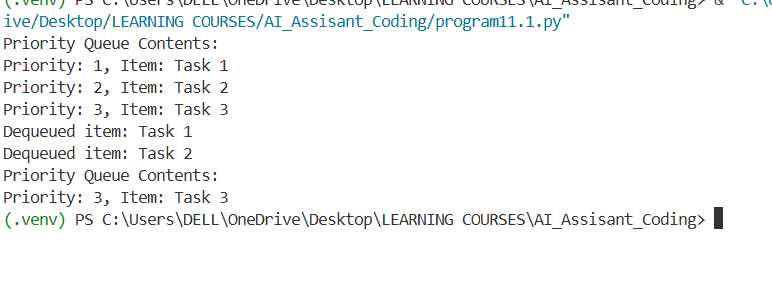 (.venv) PS C:\Users\DELL\OneDrive\Desktop\LEARNING COURSES\AI_Assisant_Coding> &
ive/Desktop/LEARNING COURSES/AI_Assisant_Coding/program11.1.py"
Priority Queue Contents:
Priority: 1, Item: Task 1
Priority: 2, Item: Task 2
Priority: 3, Item: Task 3
Dequeued item: Task 1
Dequeued item: Task 2
Priority Queue Contents:
Priority: 3, Item: Task 3
(.venv) PS C:\Users\DELL\OneDrive\Desktop\LEARNING COURSES\AI_Assisant_Coding>